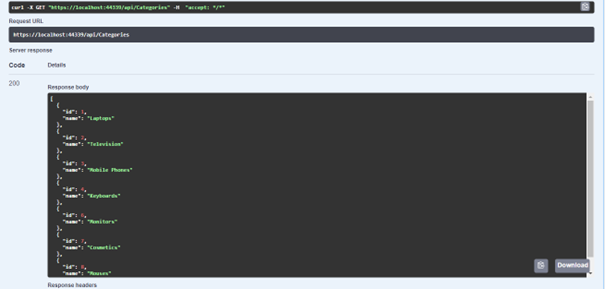 curl -X GET "https://localhost:44339/api/Categories" -H "accept: */*"
Request URL
https://localhost:44339/api/Categories
Server response
Code Details
200
Response body
[
{
"id": 1,
"name": "Laptops"
},
{
"id": 2,
"name": "Television"
},
{
"id": 3,
"name": "Mobile Phones"
},
{
"id": 4,
"name": "Keyboards"
},
{
"id": 6,
"name": "Monitors"
},
{
"id": 7,
"name": "Cosmetics"
},
{
"id": 8,
"name": "Mouses"
Download
Response headers